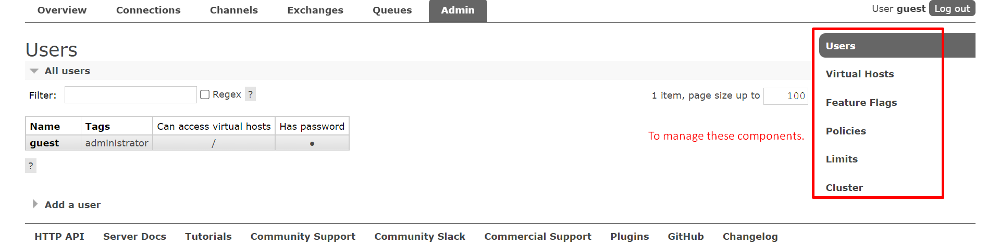 Overview Connections Channels Exchanges Queues Admin User guest Log out
Users
All users
Filter: Regex ? 1 item, page size up to 100
Name Tags Can access virtual hosts Has password
guest administrator / ●
?
Add a user
To manage these components.
Users
Virtual Hosts
Feature Flags
Policies
Limits
Cluster
HTTP API Server Docs Tutorials Community Support Community Slack Commercial Support Plugins GitHub Changelog